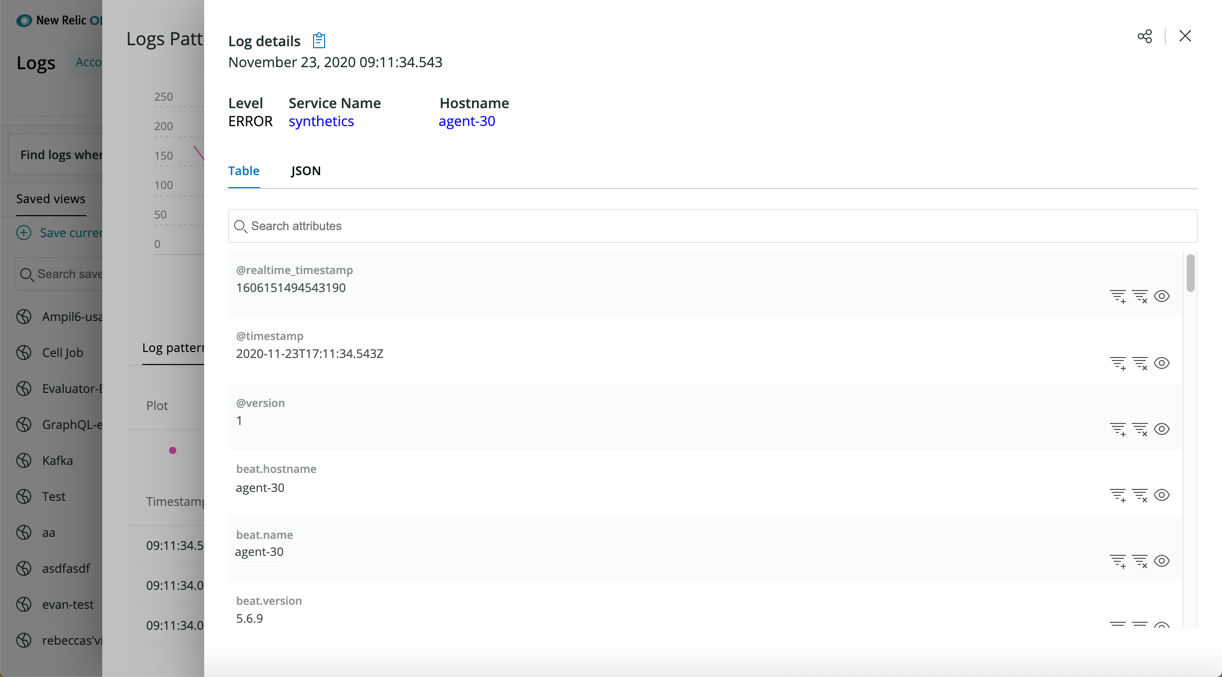 New Relic O
Logs
Acco
Find logs wher
Saved views
Save currer
Search save
Ampil6-usa
Cell Job
Evaluator-E
GraphQL-e
Kafka
Test
aa
asdfasdf
evan-test
rebeccas'vi
Logs Patt
250
200
150
100
50
0
Log pattern
Plot
Timestamp
09:11:34.5
09:11:34.0
09:11:34.0
Log details
November 23, 2020 09:11:34.543
Level Service Name Hostname
ERROR synthetics agent-30
Table JSON
Search attributes
@realtime_timestamp
1606151494543190
@timestamp
2020-11-23T17:11:34.543Z
@version
1
beat.hostname
agent-30
beat.name
agent-30
beat.version
5.6.9